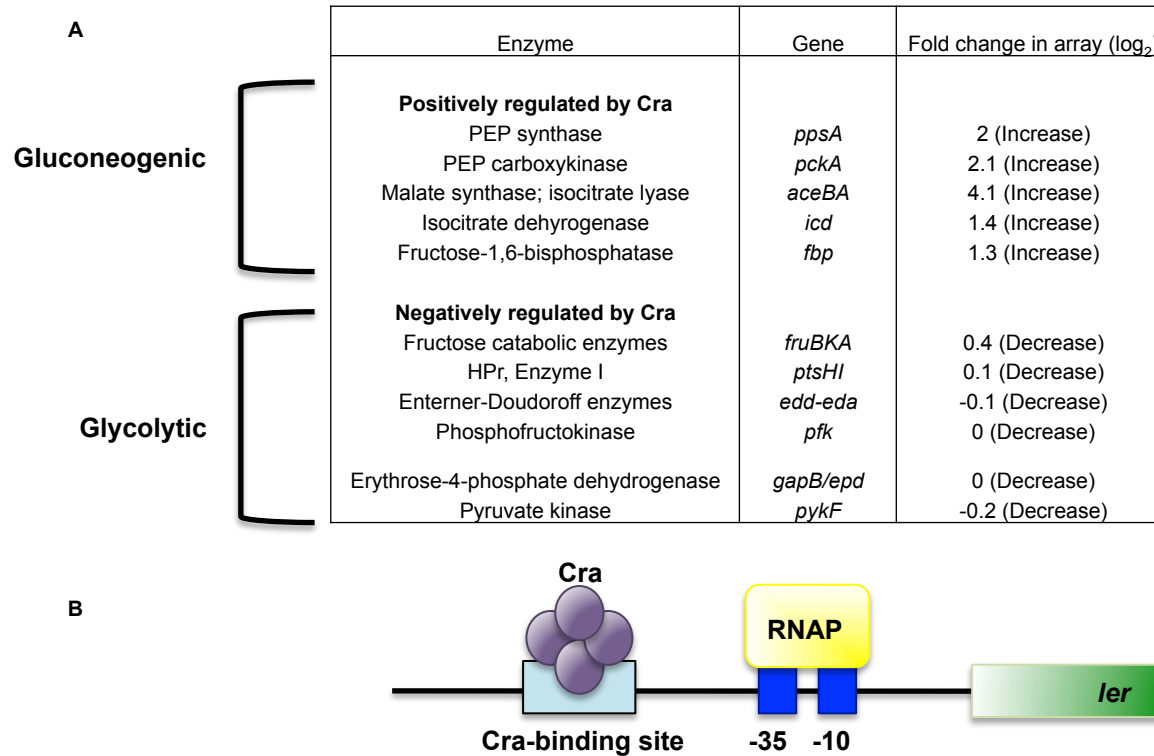 A
Enzyme Gene Fold change in array (log2)
Positively regulated by Cra
PEP synthase ppsA 2 (Increase)
Gluconeogenic
PEP carboxykinase pckA 2.1 (Increase)
Malate synthase; isocitrate lyase aceBA 4.1 (Increase)
Isocitrate dehyrogenase icd 1.4 (Increase)
Fructose-1,6-bisphosphatase fbp 1.3 (Increase)
Negatively regulated by Cra
Fructose catabolic enzymes fruBKA 0.4 (Decrease)
HPr, Enzyme I ptsHI 0.1 (Decrease)
Enterner-Doudoroff enzymes edd-eda -0.1 (Decrease)
Glycolytic
Phosphofructokinase pfk 0 (Decrease)
Erythrose-4-phosphate dehydrogenase gapB/epd 0 (Decrease)
Pyruvate kinase pykF -0.2 (Decrease)
B
Cra
RNAP
ler
Cra-binding site -35 -10